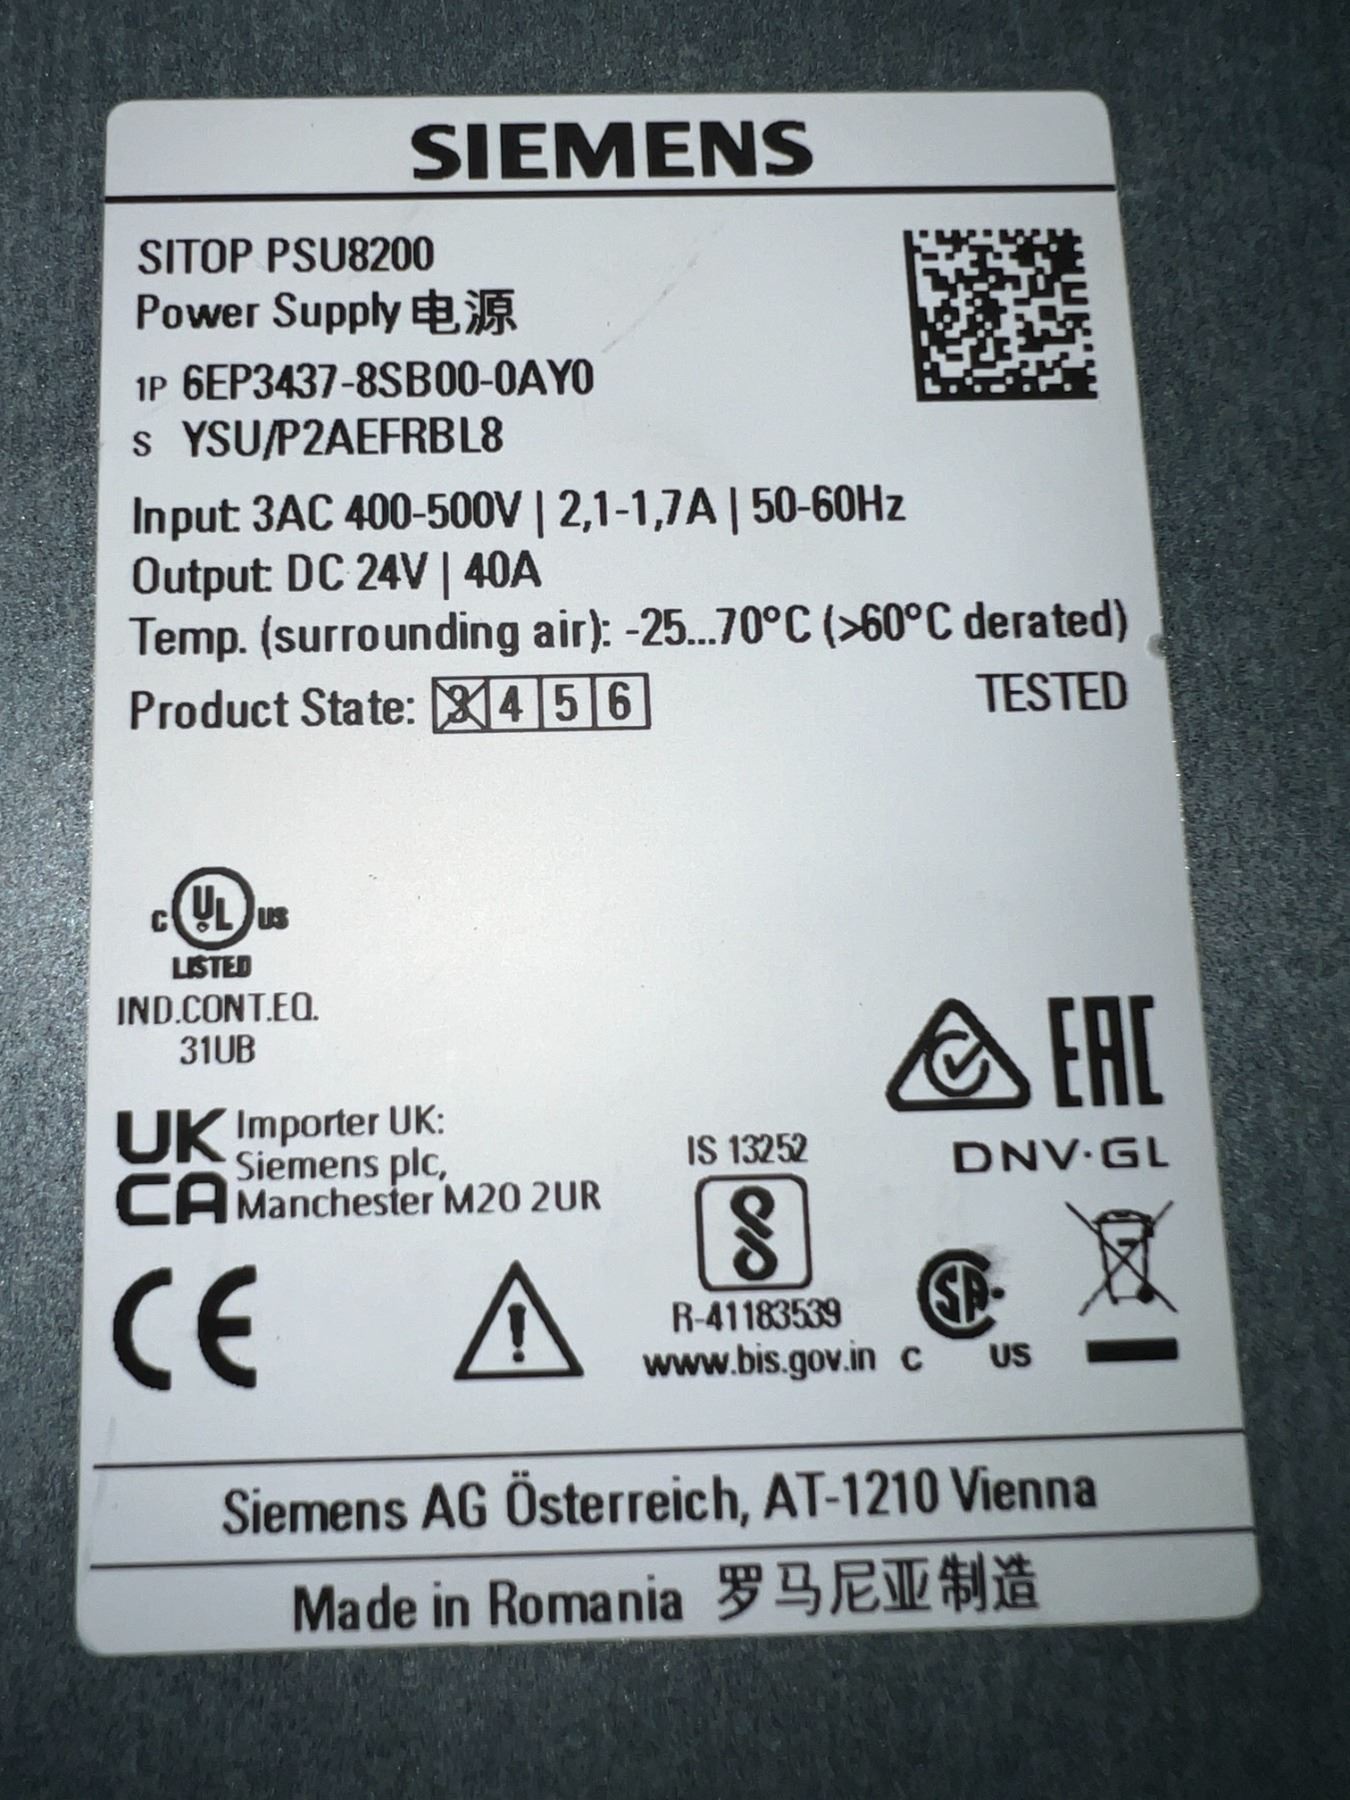 SIEMENS
SITOP PSU8200
Power Supply 电源
1P 6EP3437-8SB00-0AY0
S YSU/P2AEFRBL8
Input: 3AC 400-500V | 2,1-1,7A | 50-60Hz
Output: DC 24V | 40A
Temp. (surrounding air): -25...70°C (>60°C derated)
Product State: 3 4 5 6
TESTED
C UL US
LISTED
IND.CONT.EQ.
31UB
EAC
UK
CA
Importer UK:
Siemens plc,
Manchester M20 2UR
IS 13252
DNV·GL
CE
R-41183539
www.bis.gov.in
C SA US
Siemens AG Österreich, AT-1210 Vienna
Made in Romania 罗马尼亚制造